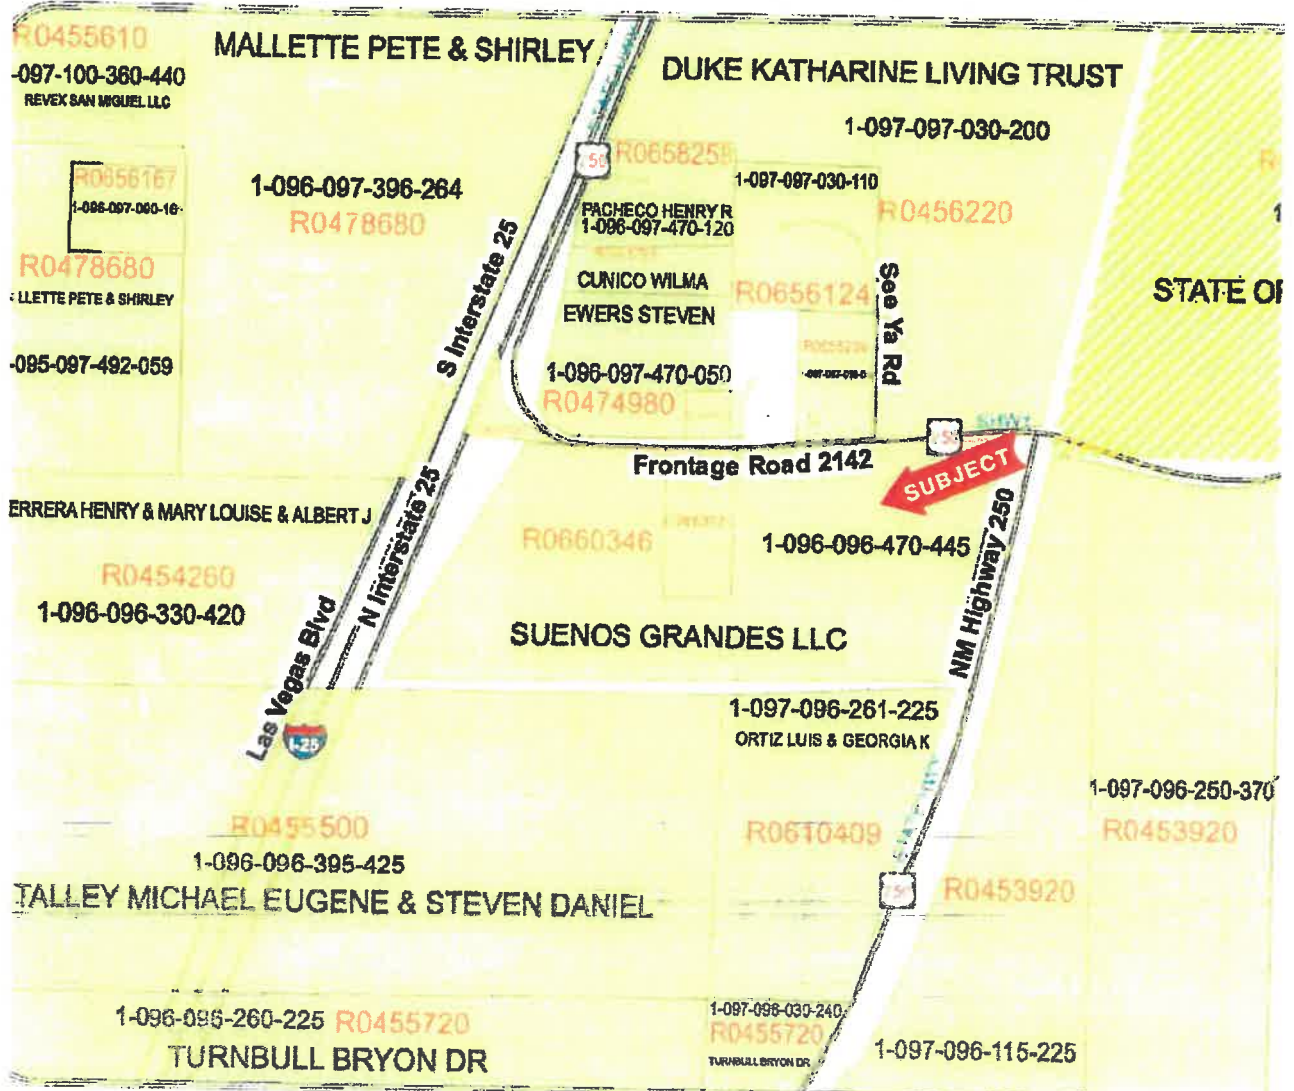 R0455610
-097-100-360-440
REVEX SAN MIGUEL LLC
MALLETTE PETE & SHIRLEY
DUKE KATHARINE LIVING TRUST
1-097-097-030-200
R0656167
1-096-097-396-264
R0478680
R0478680
LLETTE PETE & SHIRLEY
-095-097-492-059
S Interstate 25
1-097-097-030-110
PACHECO HENRY R
1-096-097-470-120
R0456220
CUNICO WILMA
R0656124
EWERS STEVEN
1-096-097-470-050
R0474980
See Ya Rd
STATE OF
Frontage Road 2142
SUBJECT
ERRERA HENRY & MARY LOUISE & ALBERT J
R0454260
1-096-096-330-420
Las Vegas Blvd
N Interstate 25
R0660346
1-096-096-470-445
SUENOS GRANDES LLC
NM Highway 250
I-25
1-097-096-261-225
ORTIZ LUIS & GEORGIA K
1-097-096-250-370
R0453920
R0455500
1-096-096-395-425
TALLEY MICHAEL EUGENE & STEVEN DANIEL
R0610409
R0453920
1-096-096-260-225 R0455720
TURNBULL BRYON DR
1-097-096-030-240
R0455720
TURNBULL BRYON DR
1-097-096-115-225